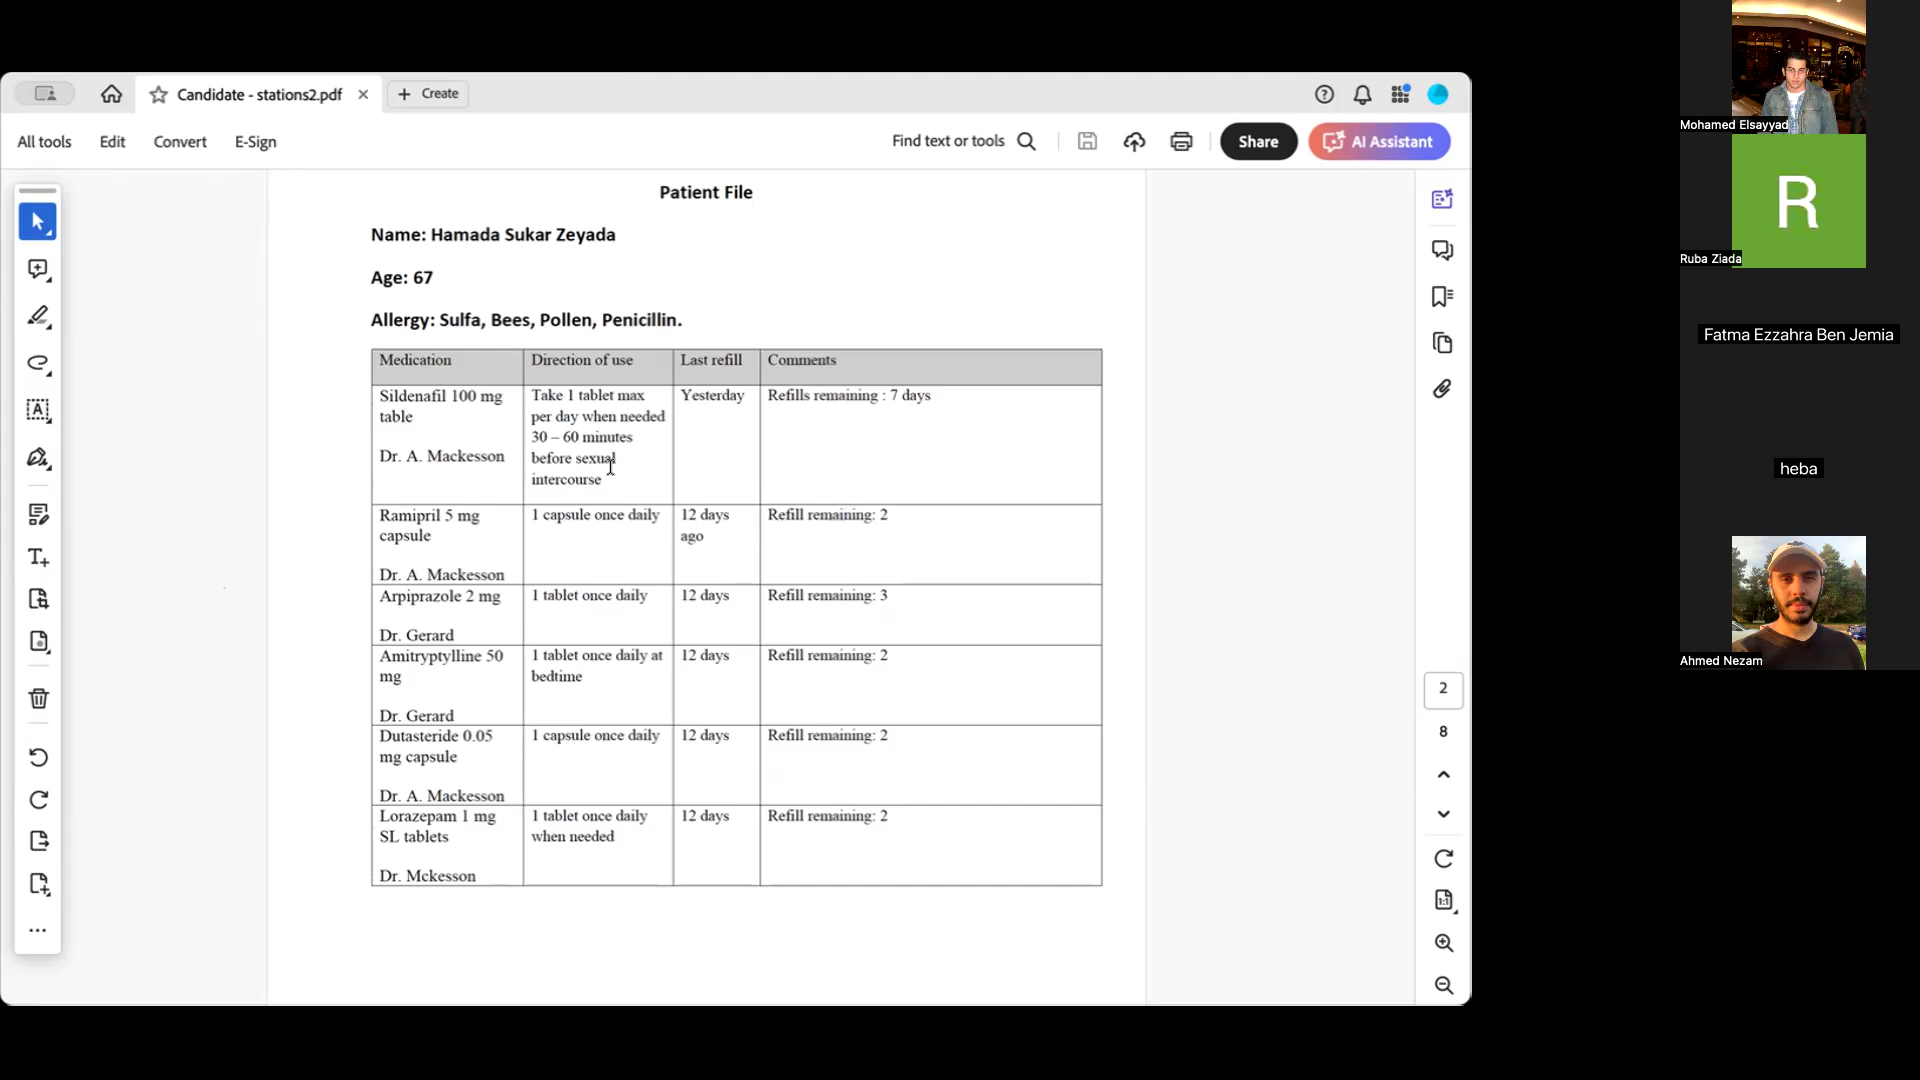 Candidate - stations2.pdf
Create
All tools
Edit
Convert
E-Sign
Find text or tools
Share
AI Assistant
Patient File
Name: Hamada Sukar Zeyada
Age: 67
Allergy: Sulfa, Bees, Pollen, Penicillin.
Medication
Direction of use
Last refill
Comments
Sildenafil 100 mg
table
Dr. A. Mackesson
Take 1 tablet max
per day when needed
30 – 60 minutes
before sexual
intercourse
Yesterday
Refills remaining : 7 days
Ramipril 5 mg
capsule
Dr. A. Mackesson
1 capsule once daily
12 days
ago
Refill remaining: 2
Arpiprazole 2 mg
Dr. Gerard
1 tablet once daily
12 days
Refill remaining: 3
Amitryptylline 50
mg
Dr. Gerard
1 tablet once daily at
bedtime
12 days
Refill remaining: 2
Dutasteride 0.05
mg capsule
Dr. A. Mackesson
1 capsule once daily
12 days
Refill remaining: 2
Lorazepam 1 mg
SL tablets
Dr. Mckesson
1 tablet once daily
when needed
12 days
Refill remaining: 2
2
8
1:1
Mohamed Elsayyad
R
Ruba Ziada
Fatma Ezzahra Ben Jemia
heba
Ahmed Nezam